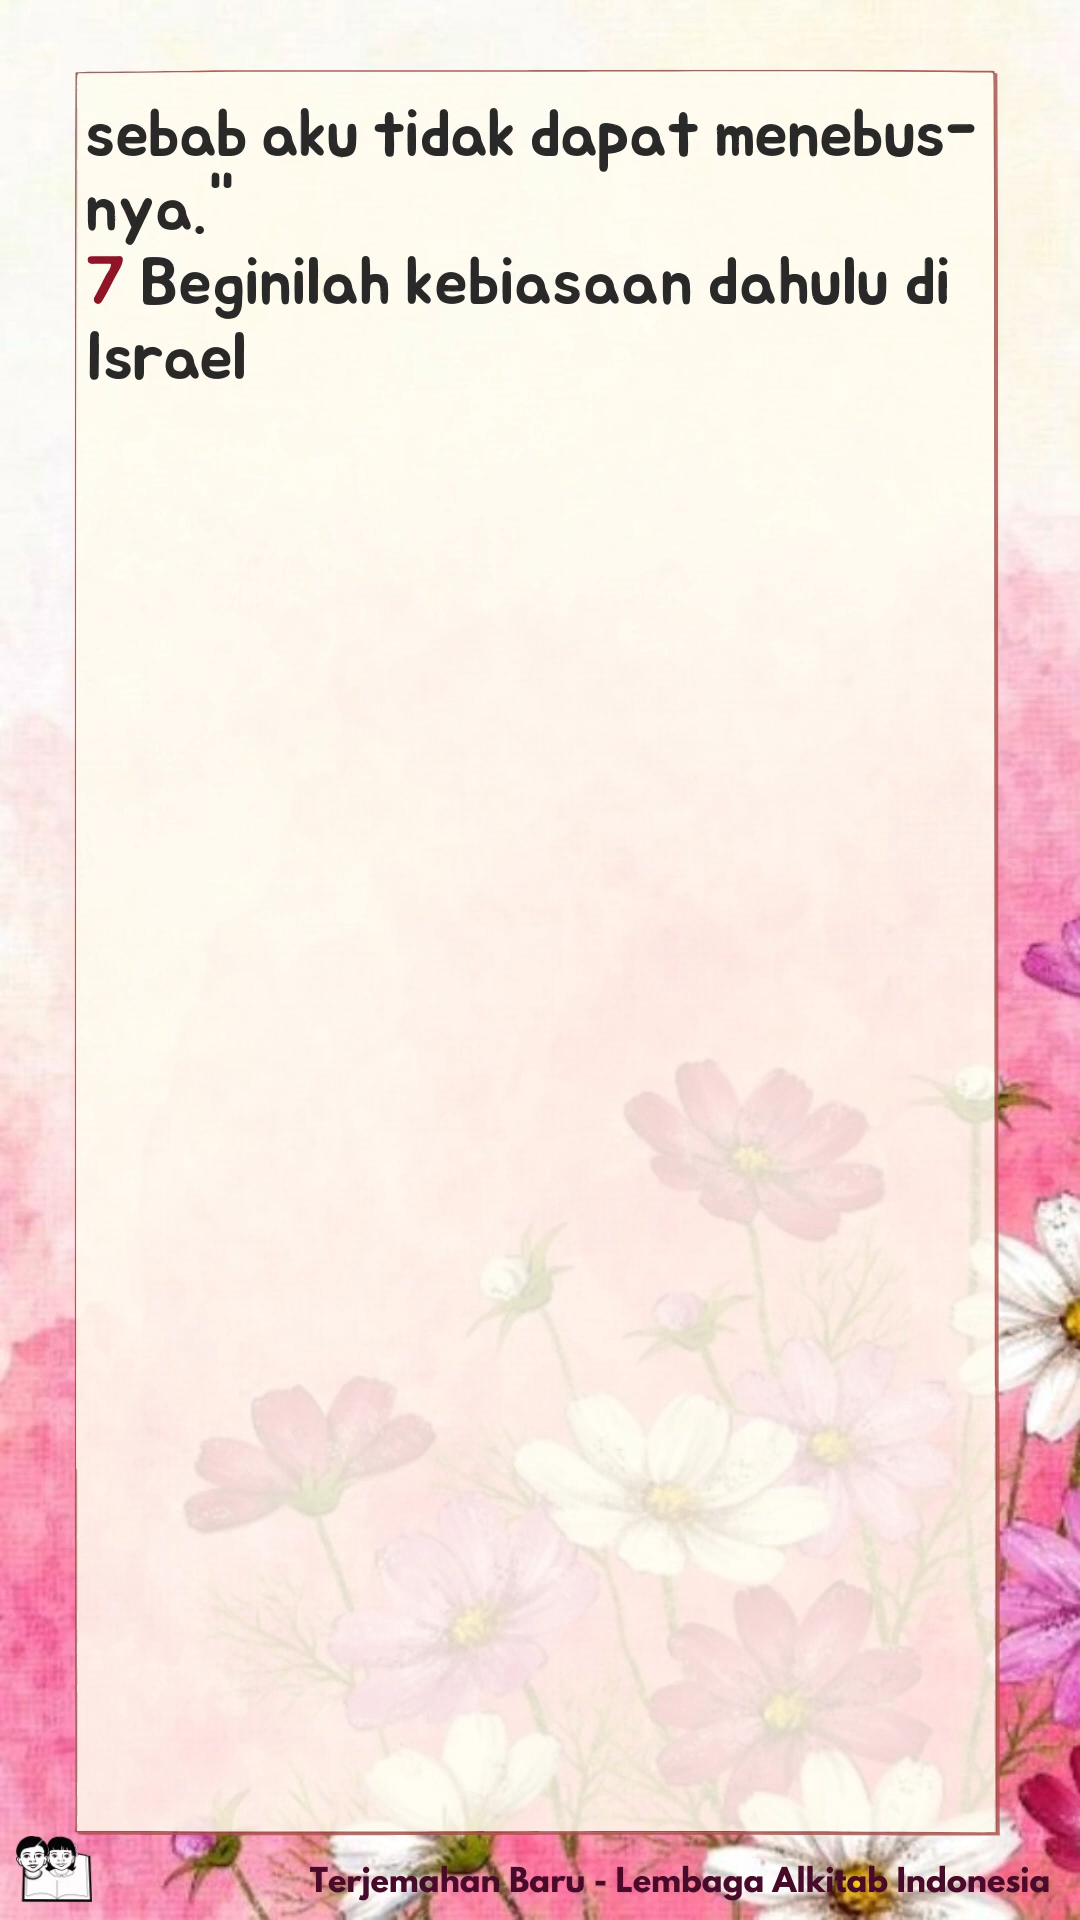 sebab aku tidak dapat menebus-
nya."
7 Beginilah kebiasaan dahulu di
Israel
Terjemahan Baru - Lembaga Alkitab Indonesia